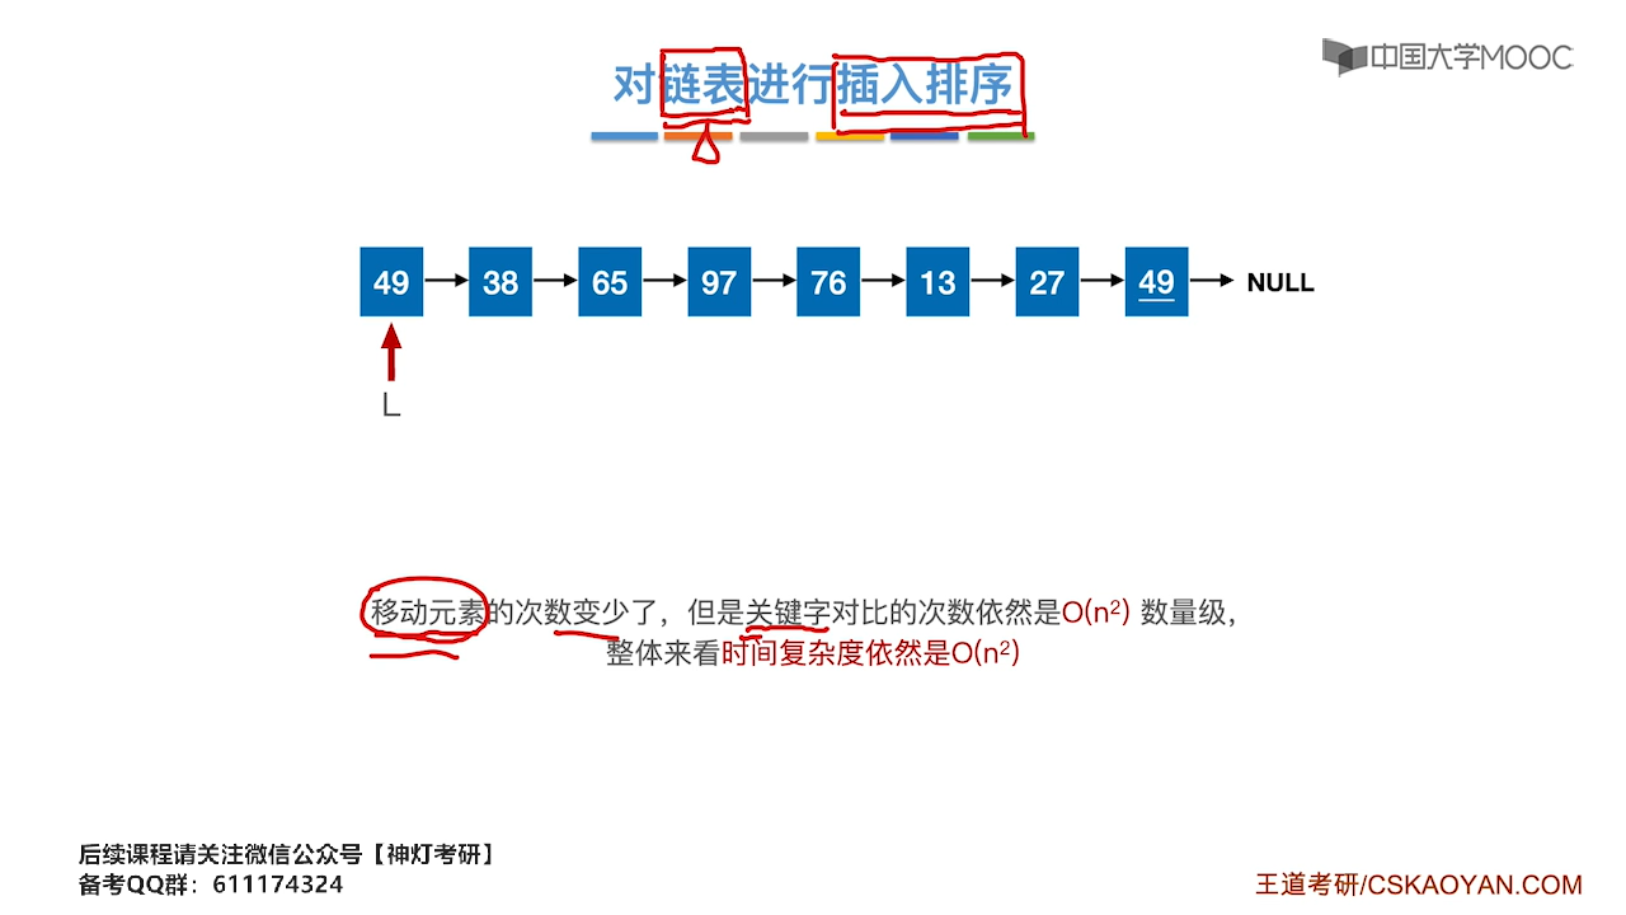 中国大学MOOC
对链表进行插入排序
49 38 65 97 76 13 27 49 NULL
L
移动元素的次数变少了，但是关键字对比的次数依然是O(n²) 数量级，
整体来看时间复杂度依然是O(n²)
后续课程请关注微信公众号【神灯考研】
备考QQ群：611174324
王道考研/CSKAOYAN.COM